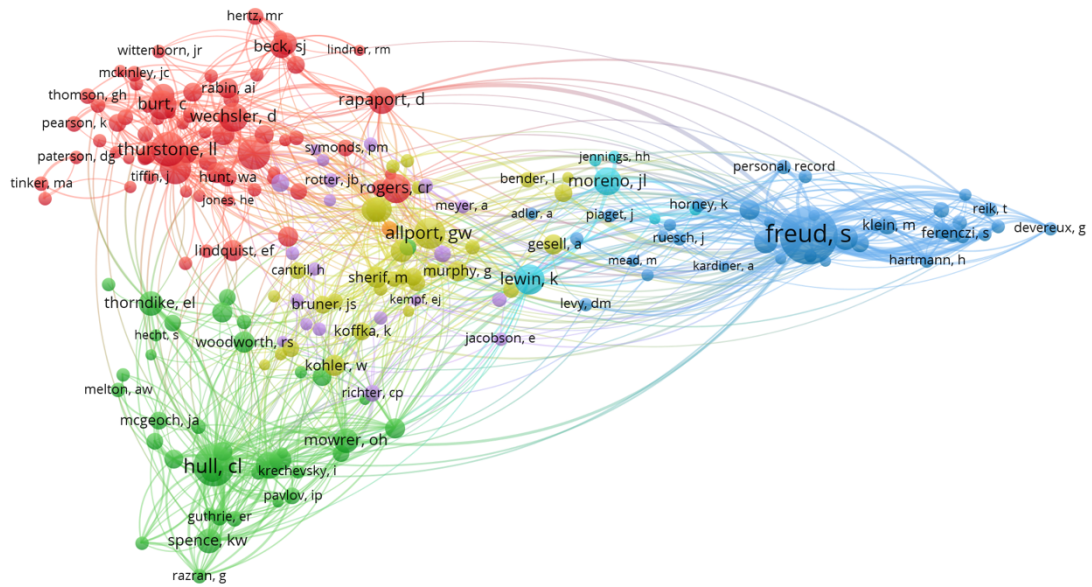 hertz, mr
wittenborn, jr
beck, sj
lindner, rm
mckinley, jc
thomson, gh
rabin, ai
burt, c
rapaport, d
wechsler, d
pearson, k
thurstone, ll
symonds, pm
jennings, hh
paterson, dg
tinker, ma
tiffin, j
hunt, wa
rotter, jb
rogers, cr
bender, l
moreno, jl
personal, record
jones, he
meyer, a
adler, a
piaget, j
horney, k
reik, t
allport, gw
freud, s
klein, m
ferenczi, s
devereux, g
lindquist, ef
gesell, a
ruesch, j
hartmann, h
cantril, h
sherif, m
murphy, g
lewin, k
mead, m
kardiner, a
thorndike, el
bruner, js
kempf, ej
levy, dm
hecht, s
woodworth, rs
koffka, k
jacobson, e
kohler, w
melton, aw
richter, cp
mcgeoch, ja
mowrer, oh
hull, cl
krechevsky, i
pavlov, ip
guthrie, er
spence, kw
razran, g